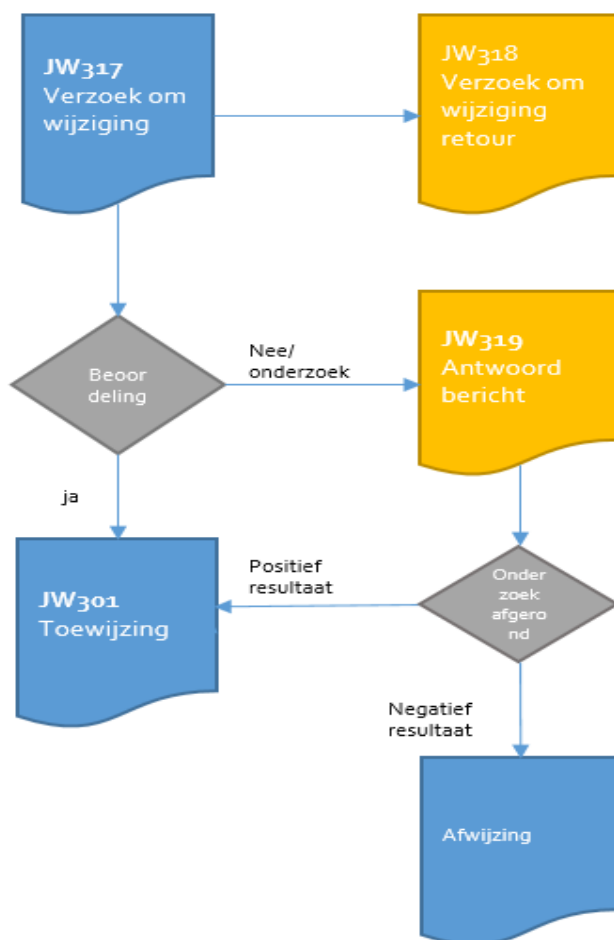 JW317
Verzoek om
wijziging
JW318
Verzoek om
wijziging
retour
Beoor
deling
Nee/
onderzoek
JW319
Antwoord
bericht
ja
JW301
Toewijzing
Positief
resultaat
Onder
zoek
afgero
nd
Negatief
resultaat
Afwijzing